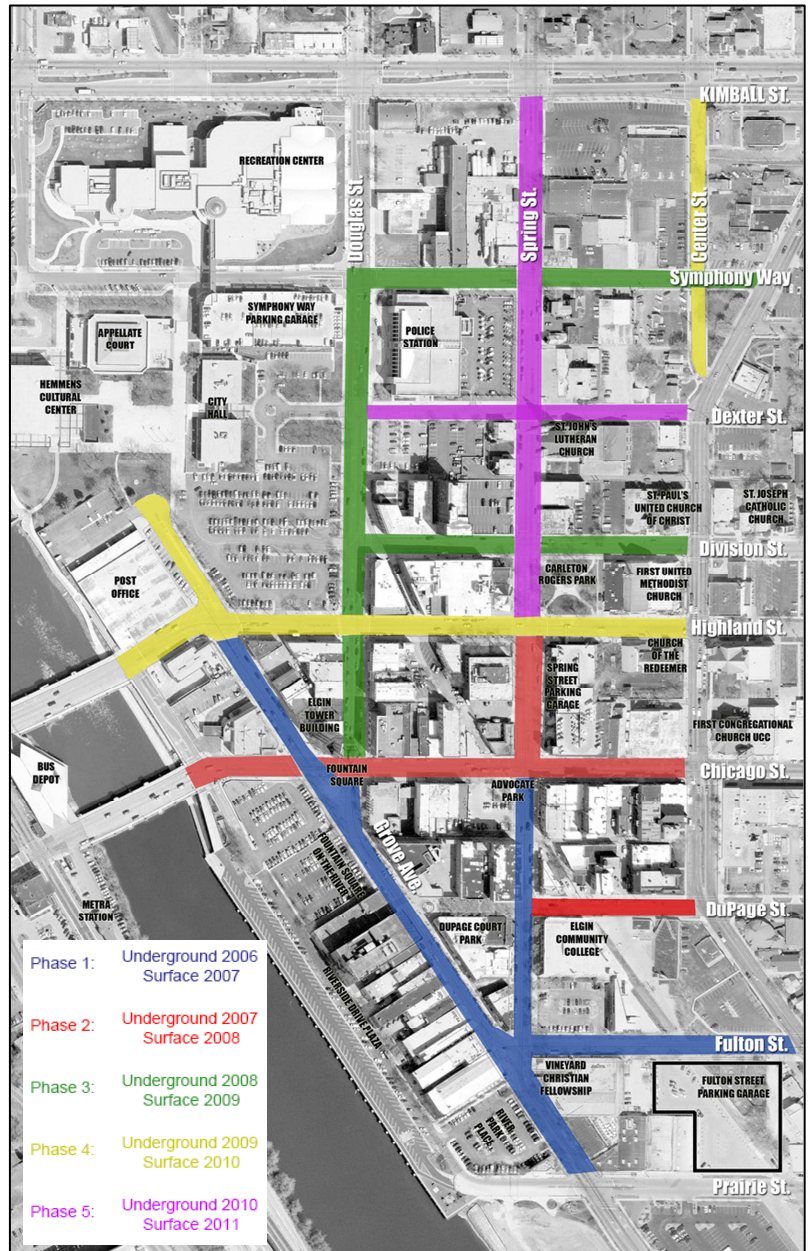 KIMBALL ST.
RECREATION CENTER
Douglas St.
Spring St.
Center St.
Symphony Way
SYMPHONY WAY
PARKING GARAGE
APPELLATE
COURT
POLICE
STATION
HEMMENS
CULTURAL
CENTER
CITY
HALL
Dexter St.
ST. JOHN'S
LUTHERAN
CHURCH
ST. PAUL'S
UNITED CHURCH
OF CHRIST
ST. JOSEPH
CATHOLIC
CHURCH
Division St.
POST
OFFICE
CARLETON
ROGERS PARK
FIRST UNITED
METHODIST
CHURCH
Highland St.
CHURCH
OF THE
REDEEMER
SPRING
STREET
PARKING
GARAGE
ELGIN
TOWER
BUILDING
FIRST CONGREGATIONAL
CHURCH UCC
BUS
DEPOT
FOUNTAIN
SQUARE
Chicago St.
ADVOCATE
PARK
Grove Ave.
FOUNTAIN SQUARE
ON THE RIVER
METRA
STATION
DuPage St.
DUPAGE COURT
PARK
ELGIN
COMMUNITY
COLLEGE
RIVERSIDE DRIVE PLAZA
Fulton St.
VINEYARD
CHRISTIAN
FELLOWSHIP
FULTON STREET
PARKING GARAGE
RIVER
PARK
PLACE
Prairie St.
Phase 1: Underground 2006
Surface 2007
Phase 2: Underground 2007
Surface 2008
Phase 3: Underground 2008
Surface 2009
Phase 4: Underground 2009
Surface 2010
Phase 5: Underground 2010
Surface 2011